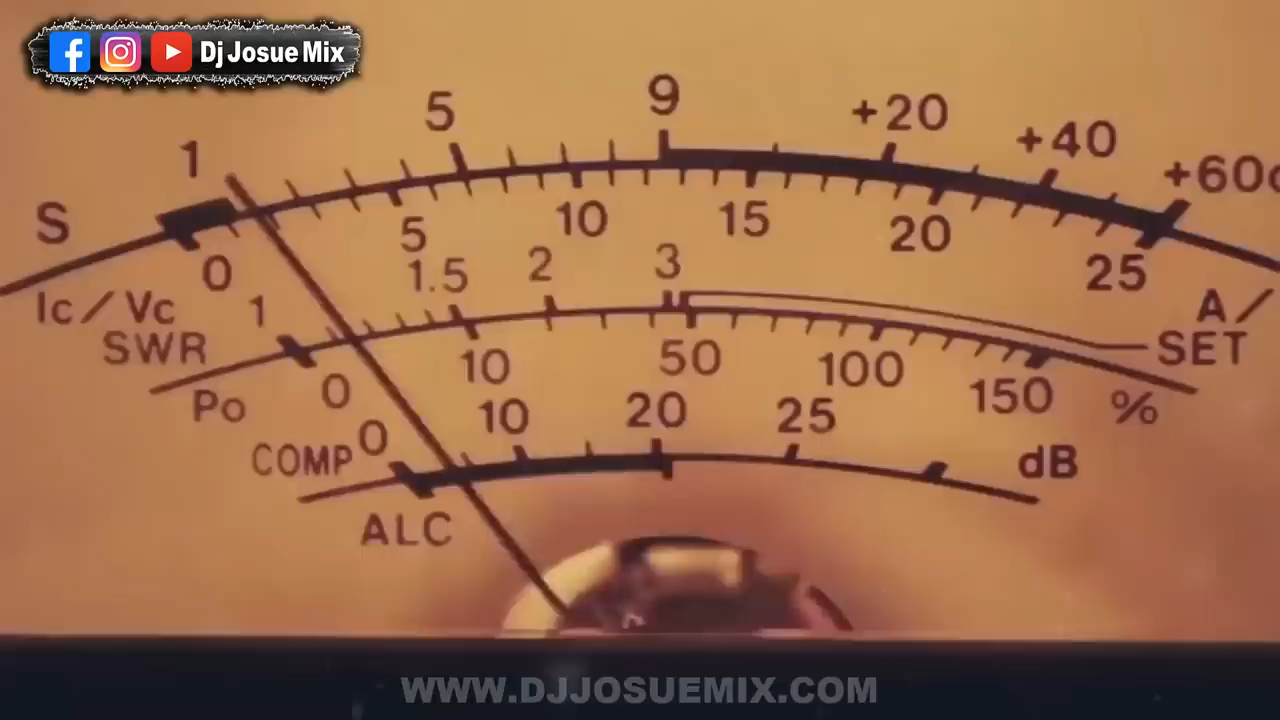 Dj Josue Mix
1 5 9 +20 +40 +60
S
0 5 10 15 20 25
Ic/Vc A/
1 1.5 2 3
SWR SET
Po 0 10 50 100 150 %
COMP 0 10 20 25 dB
ALC
WWW.DJJOSUEMIX.COM